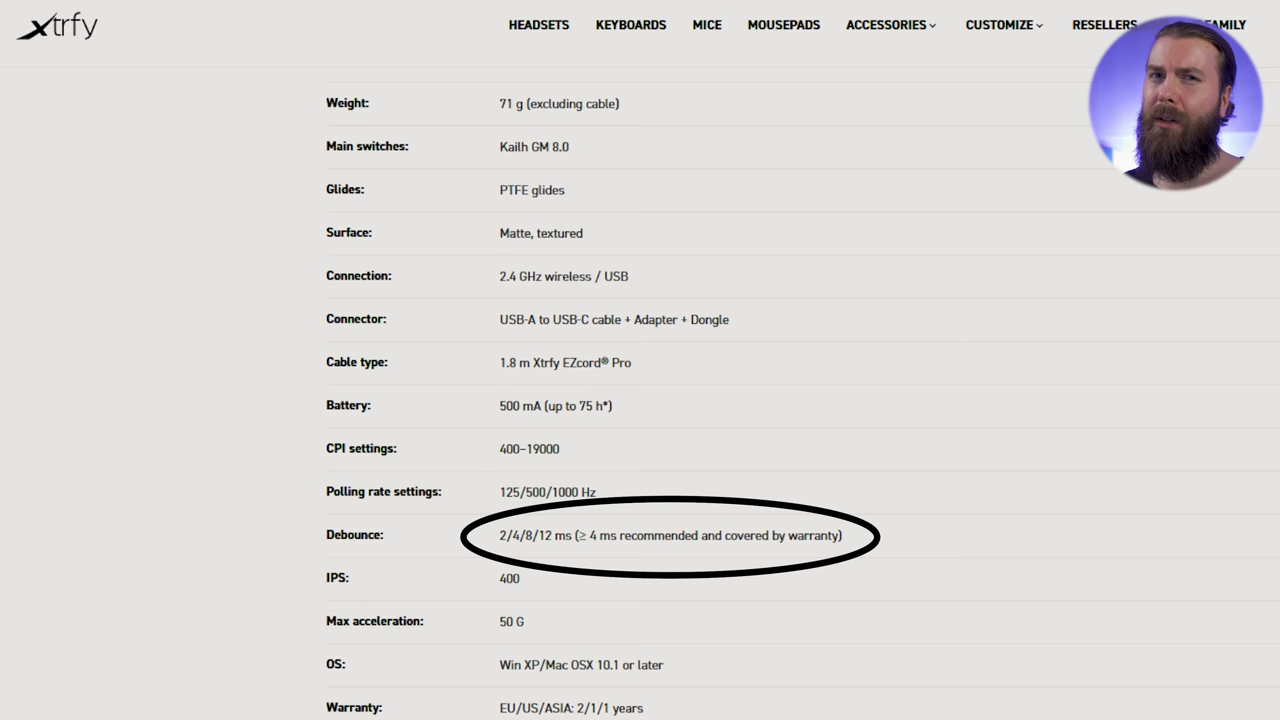 xtrfy
HEADSETS KEYBOARDS MICE MOUSEPADS ACCESSORIES CUSTOMIZE RESELLERS FAMILY
Weight: 71 g (excluding cable)
Main switches: Kailh GM 8.0
Glides: PTFE glides
Surface: Matte, textured
Connection: 2.4 GHz wireless / USB
Connector: USB-A to USB-C cable + Adapter + Dongle
Cable type: 1.8 m Xtrfy EZcord® Pro
Battery: 500 mA (up to 75 h*)
CPI settings: 400–19000
Polling rate settings: 125/500/1000 Hz
Debounce: 2/4/8/12 ms (≥ 4 ms recommended and covered by warranty)
IPS: 400
Max acceleration: 50 G
OS: Win XP/Mac OSX 10.1 or later
Warranty: EU/US/ASIA: 2/1/1 years